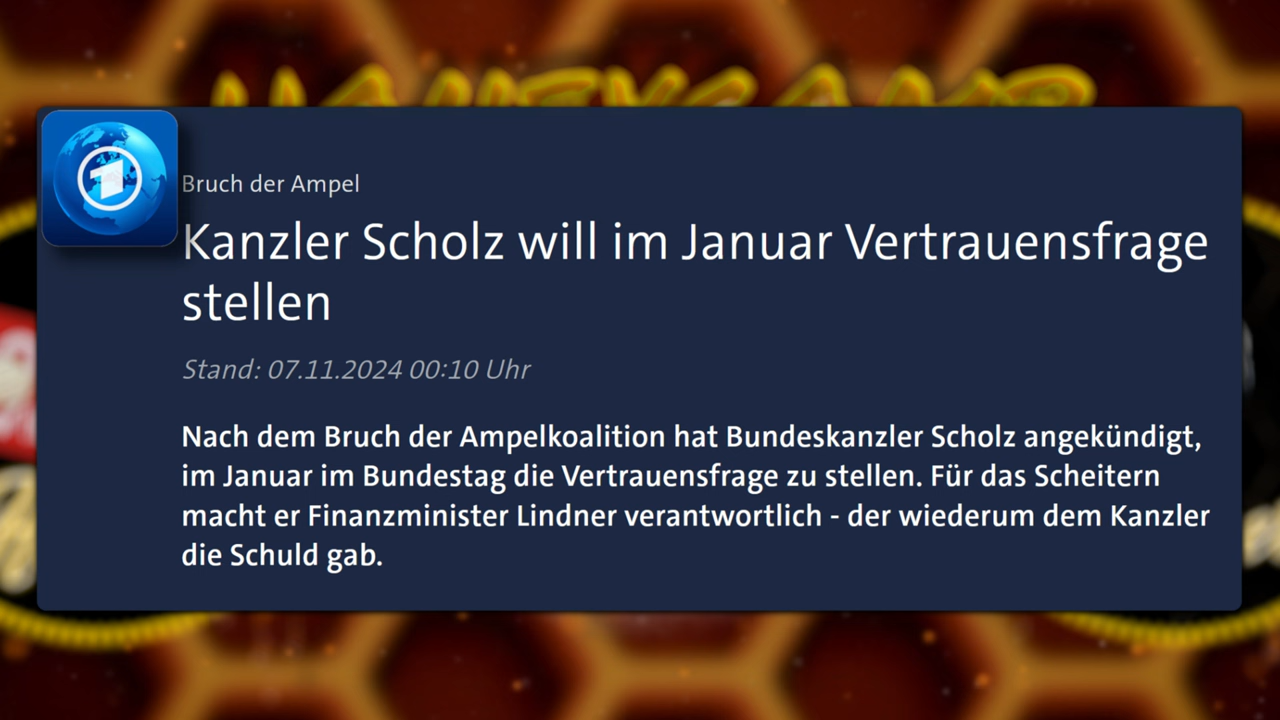 Bruch der Ampel
Kanzler Scholz will im Januar Vertrauensfrage
stellen
Stand: 07.11.2024 00:10 Uhr
Nach dem Bruch der Ampelkoalition hat Bundeskanzler Scholz angekündigt,
im Januar im Bundestag die Vertrauensfrage zu stellen. Für das Scheitern
macht er Finanzminister Lindner verantwortlich - der wiederum dem Kanzler
die Schuld gab.